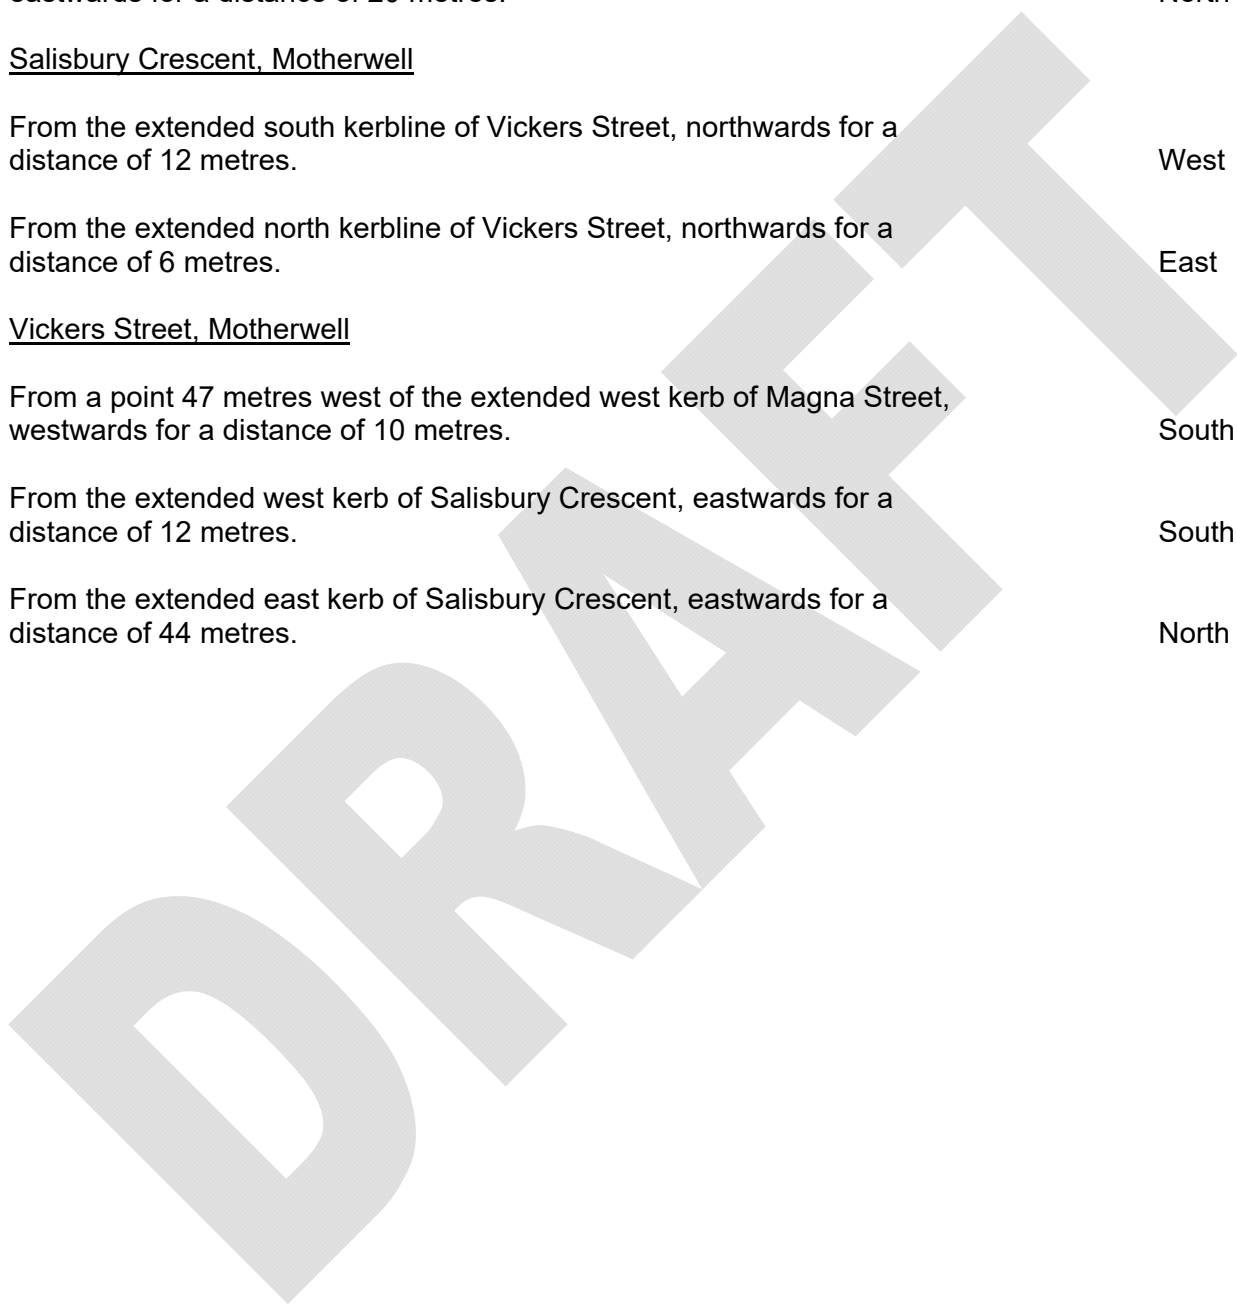 North
Salisbury Crescent, Motherwell
From the extended south kerbline of Vickers Street, northwards for a
distance of 12 metres. West
From the extended north kerbline of Vickers Street, northwards for a
distance of 6 metres. East
Vickers Street, Motherwell
From a point 47 metres west of the extended west kerb of Magna Street,
westwards for a distance of 10 metres. South
From the extended west kerb of Salisbury Crescent, eastwards for a
distance of 12 metres. South
From the extended east kerb of Salisbury Crescent, eastwards for a
distance of 44 metres. North
DRAFT